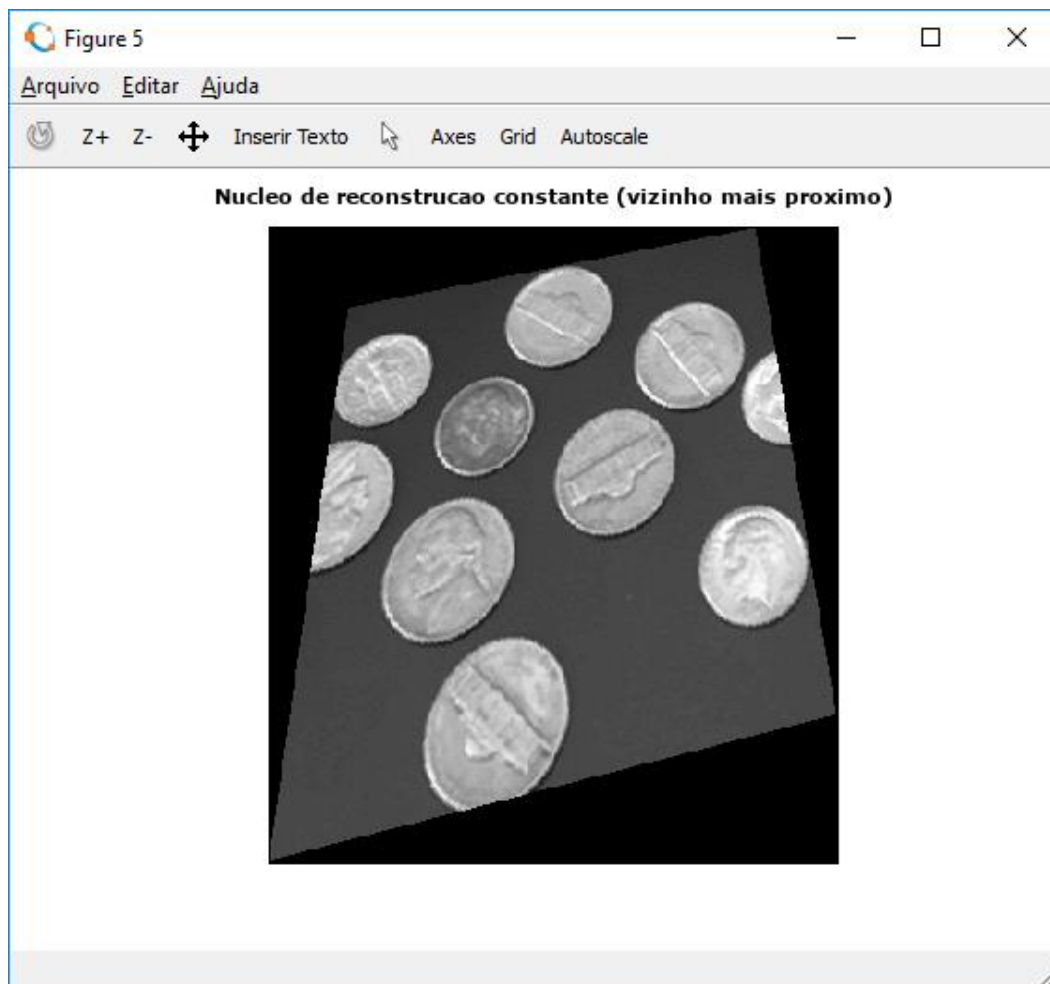 Figure 5
Arquivo Editar Ajuda
Z+ Z- Inserir Texto Axes Grid Autoscale
Nucleo de reconstrucao constante (vizinho mais proximo)